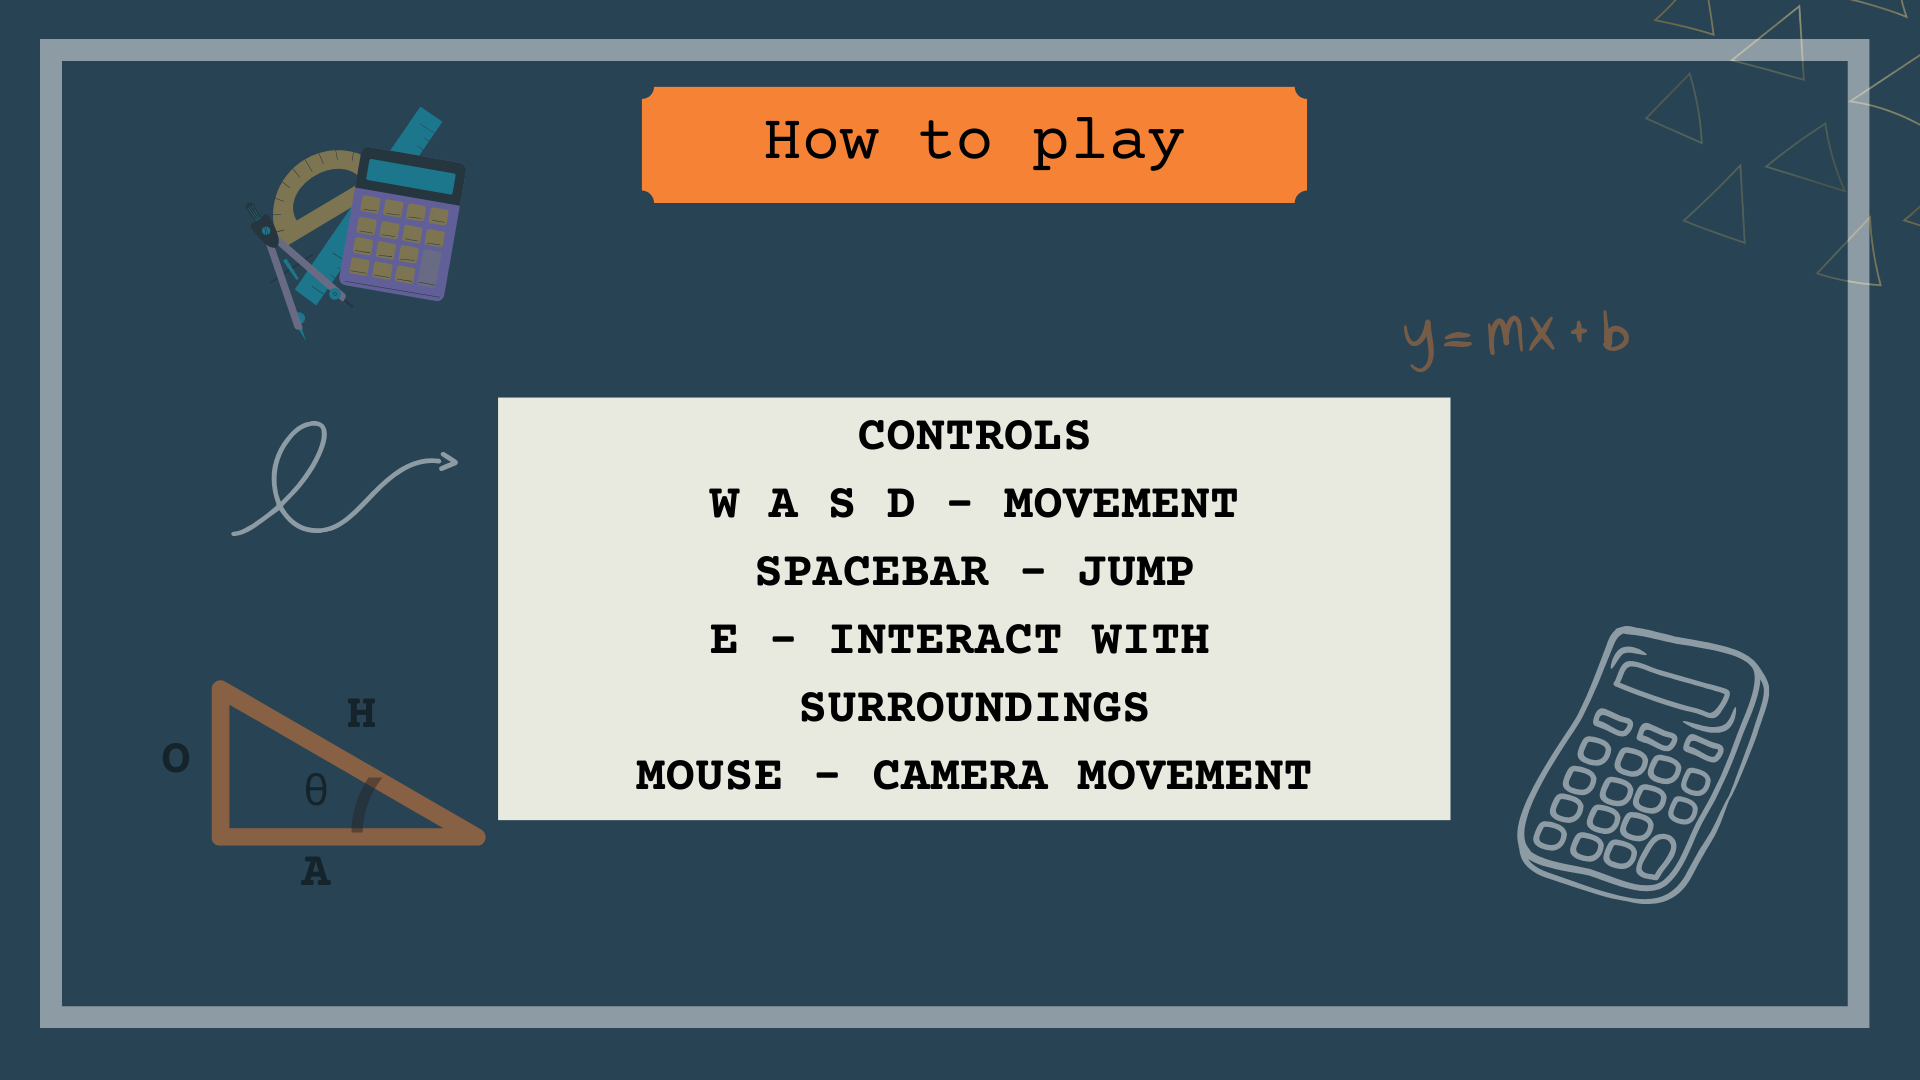 How to play
y=mx+b
CONTROLS
W A S D - MOVEMENT
SPACEBAR - JUMP
E - INTERACT WITH
SURROUNDINGS
MOUSE - CAMERA MOVEMENT
H
O
θ
A